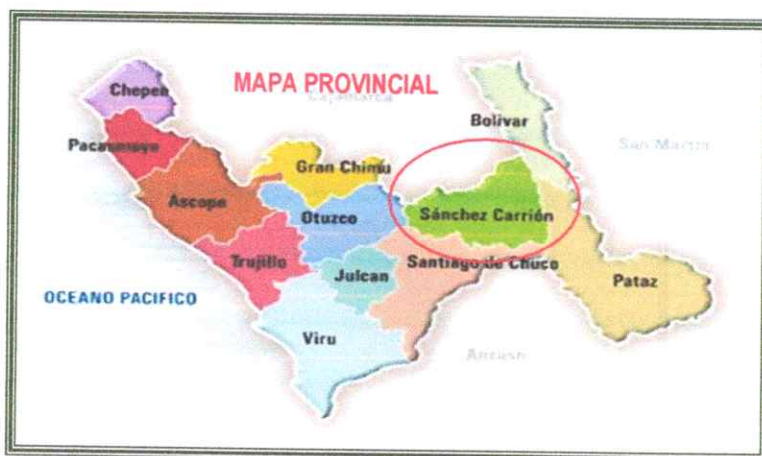 MAPA PROVINCIAL
Cajamarca
Chepen
Bolivar
San Martin
Pacasmayo
Gran Chimu
Ascope
Otuzco
Sánchez Carrión
Trujillo
Julcan
Santiago de Chuco
Pataz
OCEANO PACIFICO
Viru
Ancash